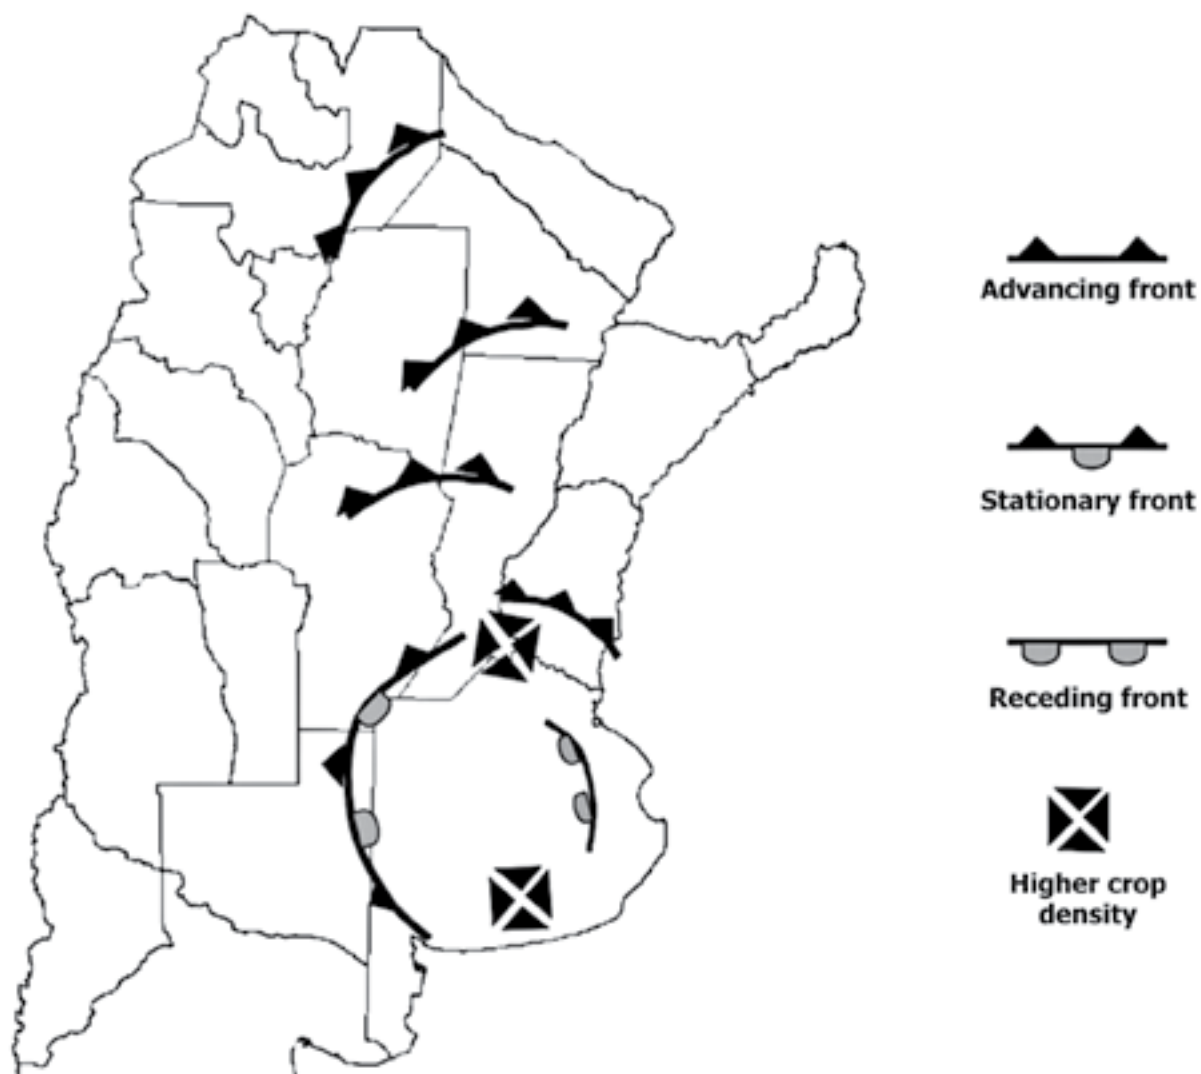 Advancing front
Stationary front
Receding front
Higher crop
density